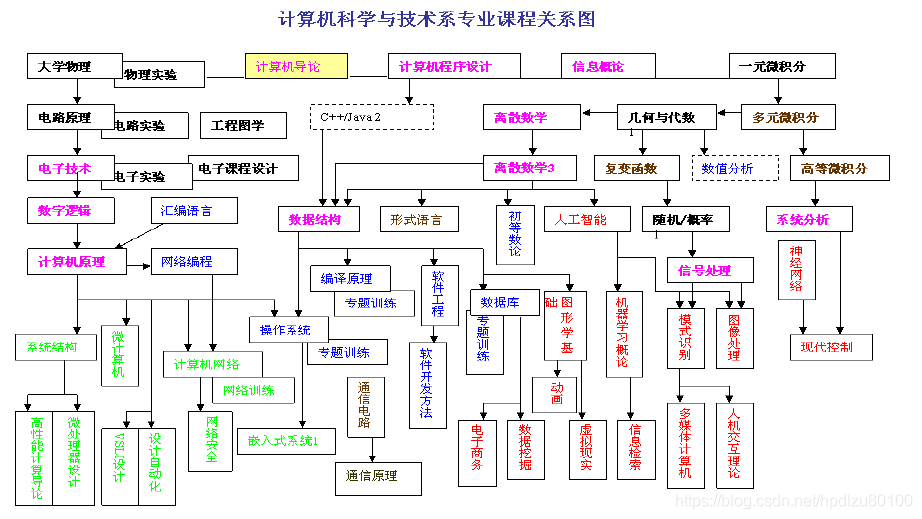 计算机科学与技术系专业课程关系图
大学物理
物理实验
计算机导论
计算机程序设计
信息概论
一元微积分
电路原理
电路实验
工程图学
C++/Java 2
离散数学
几何与代数
1
多元微积分
电子技术
电子实验
电子课程设计
离散数学3
复变函数
数值分析
高等微积分
数字逻辑
汇编语言
数据结构
形式语言
初等数论
人工智能
随机/概率
1
系统分析
计算机原理
网络编程
编译原理
专题训练
软件工程
数据库
专题训练
图形学基础
机器学习概论
信号处理
神经网络
系统结构
微计算机
操作系统
专题训练
计算机网络
网络训练
软件开发方法
动画
模式识别
图像处理
现代控制
高性能计算导论
微处理器设计
VSL设计
设计自动化
网络安全
嵌入式系统1
通信电路
通信原理
电子商务
数据挖掘
虚拟现实
信息检索
多媒体计算机
人机交互理论
https://blog.csdn.net/hpdlzu80100